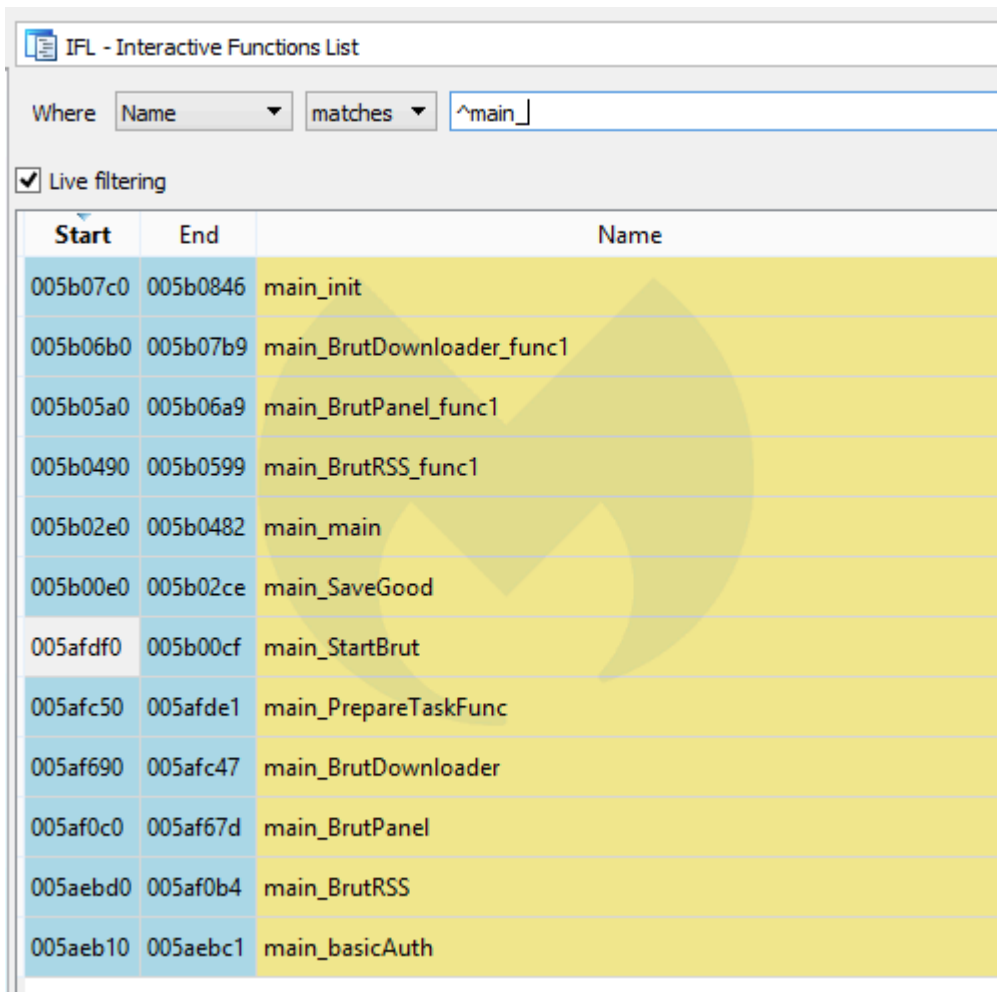 IFL - Interactive Functions List
Where Name matches ^main_
Live filtering
Start End Name
005b07c0 005b0846 main_init
005b06b0 005b07b9 main_BrutDownloader_func1
005b05a0 005b06a9 main_BrutPanel_func1
005b0490 005b0599 main_BrutRSS_func1
005b02e0 005b0482 main_main
005b00e0 005b02ce main_SaveGood
005afdf0 005b00cf main_StartBrut
005afc50 005afde1 main_PrepareTaskFunc
005af690 005afc47 main_BrutDownloader
005af0c0 005af67d main_BrutPanel
005aebd0 005af0b4 main_BrutRSS
005aeb10 005aebc1 main_basicAuth